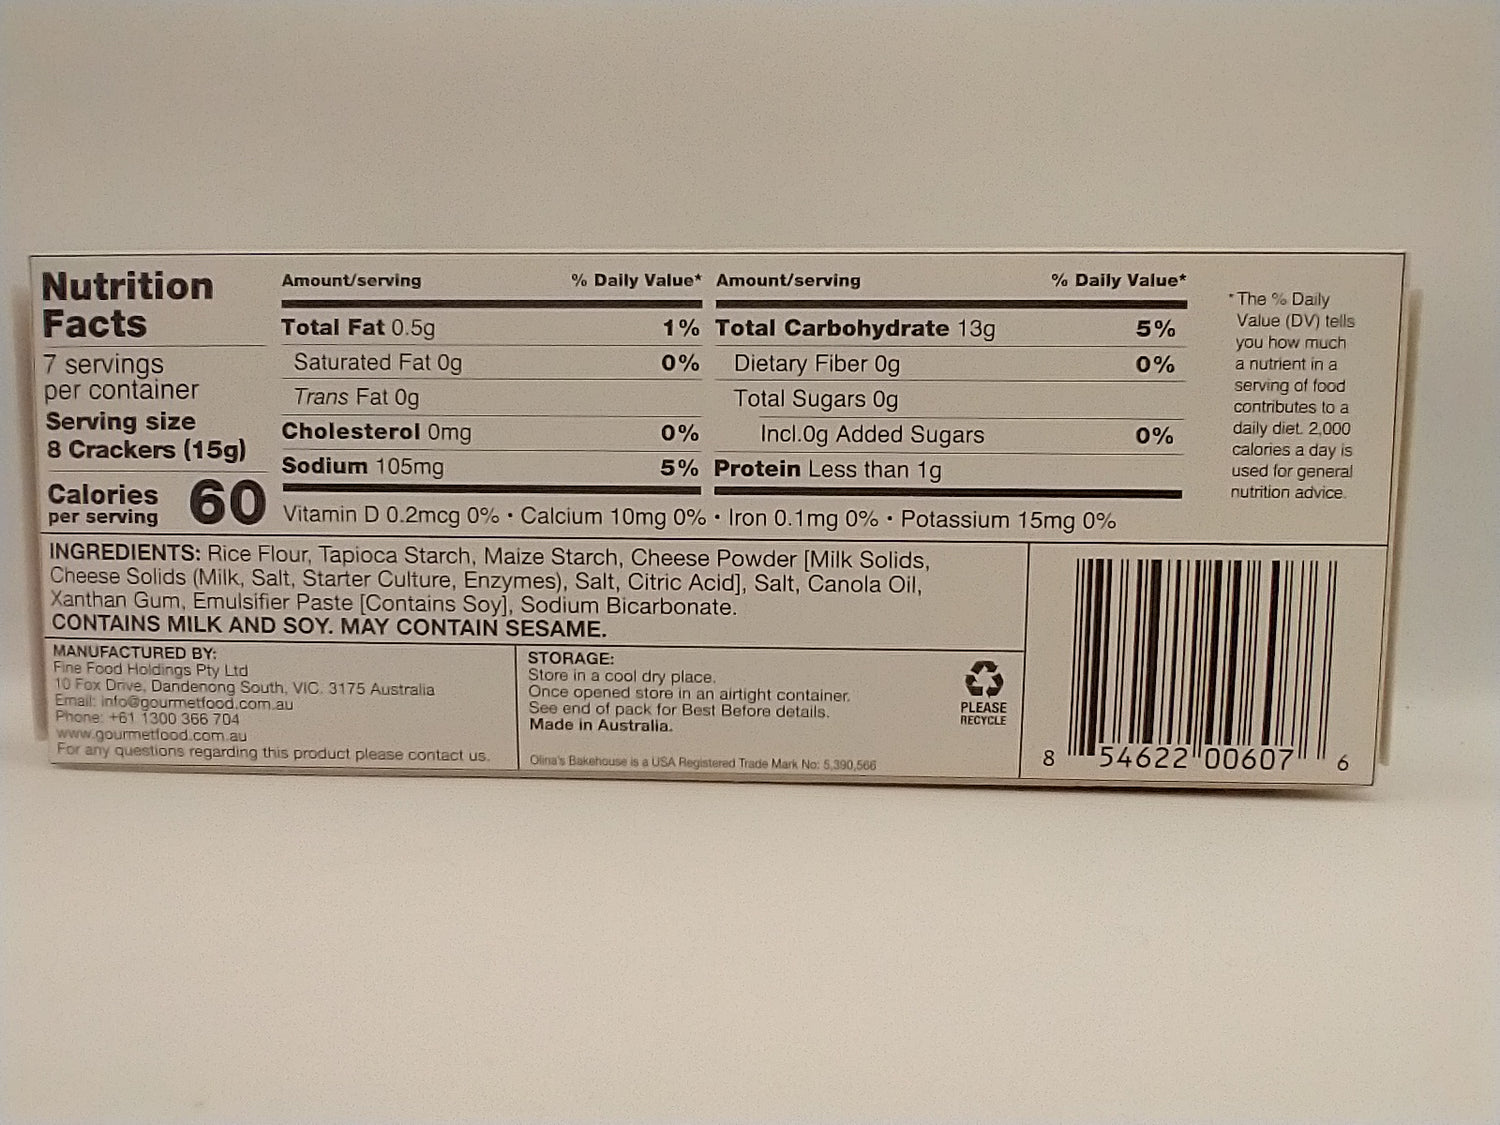 Nutrition
Facts
7 servings
per container
Serving size
8 Crackers (15g)
Calories
per serving
60
Amount/serving % Daily Value*
Total Fat 0.5g 1%
Saturated Fat 0g 0%
Trans Fat 0g
Cholesterol 0mg 0%
Sodium 105mg 5%
Amount/serving % Daily Value*
Total Carbohydrate 13g 5%
Dietary Fiber 0g 0%
Total Sugars 0g
Incl.0g Added Sugars 0%
Protein Less than 1g
Vitamin D 0.2mcg 0% • Calcium 10mg 0% • Iron 0.1mg 0% • Potassium 15mg 0%
* The % Daily
Value (DV) tells
you how much
a nutrient in a
serving of food
contributes to a
daily diet. 2,000
calories a day is
used for general
nutrition advice.
INGREDIENTS: Rice Flour, Tapioca Starch, Maize Starch, Cheese Powder [Milk Solids,
Cheese Solids (Milk, Salt, Starter Culture, Enzymes), Salt, Citric Acid], Salt, Canola Oil,
Xanthan Gum, Emulsifier Paste [Contains Soy], Sodium Bicarbonate.
CONTAINS MILK AND SOY. MAY CONTAIN SESAME.
MANUFACTURED BY:
Fine Food Holdings Pty Ltd
10 Fox Drive, Dandenong South, VIC. 3175 Australia
Email: info@gourmetfood.com.au
Phone: +61 1300 366 704
www.gourmetfood.com.au
For any questions regarding this product please contact us.
STORAGE:
Store in a cool dry place.
Once opened store in an airtight container.
See end of pack for Best Before details.
Made in Australia.
Olina's Bakehouse is a USA Registered Trade Mark No: 5,390,566
PLEASE
RECYCLE
8 54622 00607 6